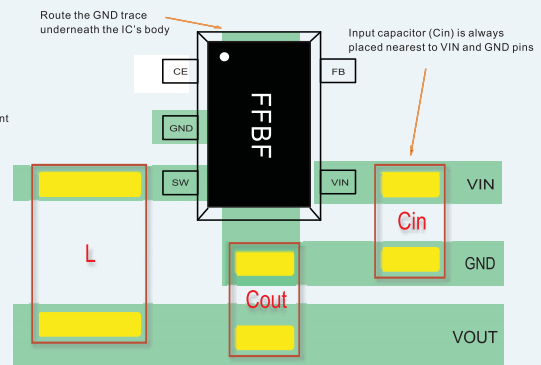 Route the GND trace
underneath the IC's body
Input capacitor (Cin) is always
placed nearest to VIN and GND pins
CE
FB
FFBF
nt
GND
SW
VIN
VIN
L
Cin
GND
Cout
VOUT